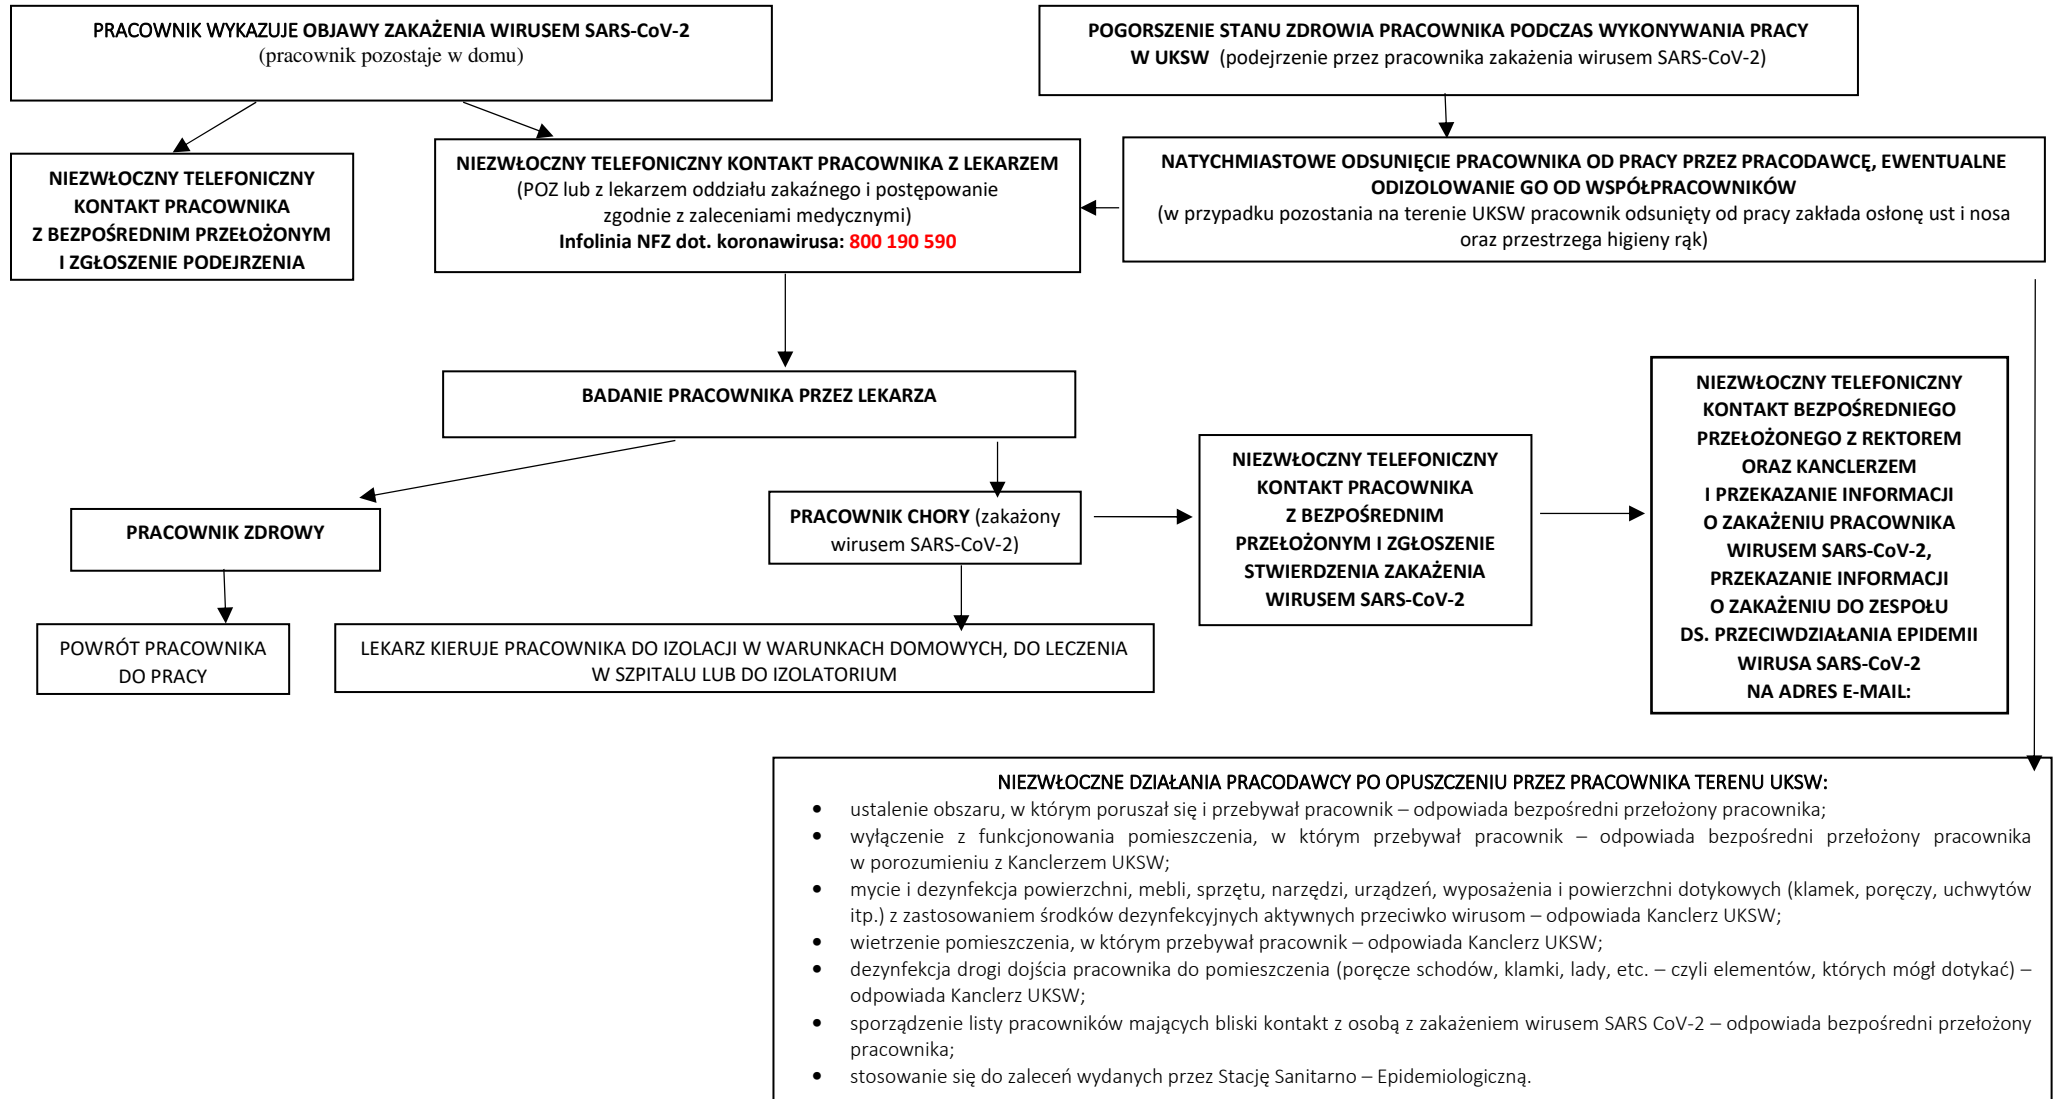 PRACOWNIK WYKAZUJE OBJAWY ZAKAŻENIA WIRUSEM SARS-CoV-2
(pracownik pozostaje w domu)
POGORSZENIE STANU ZDROWIA PRACOWNIKA PODCZAS WYKONYWANIA PRACY
W UKSW (podejrzenie przez pracownika zakażenia wirusem SARS-CoV-2)
NIEZWŁOCZNY TELEFONICZNY
KONTAKT PRACOWNIKA
Z BEZPOŚREDNIM PRZEŁOŻONYM
I ZGŁOSZENIE PODEJRZENIA
NIEZWŁOCZNY TELEFONICZNY KONTAKT PRACOWNIKA Z LEKARZEM
(POZ lub z lekarzem oddziału zakaźnego i postępowanie
zgodnie z zaleceniami medycznymi)
Infolinia NFZ dot. koronawirusa: 800 190 590
NATYCHMIASTOWE ODSUNIĘCIE PRACOWNIKA OD PRACY PRZEZ PRACODAWCĘ, EWENTUALNE
ODIZOLOWANIE GO OD WSPÓŁPRACOWNIKÓW
(w przypadku pozostania na terenie UKSW pracownik odsunięty od pracy zakłada osłonę ust i nosa
oraz przestrzega higieny rąk)
BADANIE PRACOWNIKA PRZEZ LEKARZA
PRACOWNIK ZDROWY
PRACOWNIK CHORY (zakażony
wirusem SARS-CoV-2)
NIEZWŁOCZNY TELEFONICZNY
KONTAKT PRACOWNIKA
Z BEZPOŚREDNIM
PRZEŁOŻONYM I ZGŁOSZENIE
STWIERDZENIA ZAKAŻENIA
WIRUSEM SARS-CoV-2
NIEZWŁOCZNY TELEFONICZNY
KONTAKT BEZPOŚREDNIEGO
PRZEŁOŻONEGO Z REKTOREM
ORAZ KANCLERZEM
I PRZEKAZANIE INFORMACJI
O ZAKAŻENIU PRACOWNIKA
WIRUSEM SARS-CoV-2,
PRZEKAZANIE INFORMACJI
O ZAKAŻENIU DO ZESPOŁU
DS. PRZECIWDZIAŁANIA EPIDEMII
WIRUSA SARS-CoV-2
NA ADRES E-MAIL:
POWRÓT PRACOWNIKA
DO PRACY
LEKARZ KIERUJE PRACOWNIKA DO IZOLACJI W WARUNKACH DOMOWYCH, DO LECZENIA
W SZPITALU LUB DO IZOLATORIUM
NIEZWŁOCZNE DZIAŁANIA PRACODAWCY PO OPUSZCZENIU PRZEZ PRACOWNIKA TERENU UKSW:
• ustalenie obszaru, w którym poruszał się i przebywał pracownik – odpowiada bezpośredni przełożony pracownika;
• wyłączenie z funkcjonowania pomieszczenia, w którym przebywał pracownik – odpowiada bezpośredni przełożony pracownika
w porozumieniu z Kanclerzem UKSW;
• mycie i dezynfekcja powierzchni, mebli, sprzętu, narzędzi, urządzeń, wyposażenia i powierzchni dotykowych (klamek, poręczy, uchwytów
itp.) z zastosowaniem środków dezynfekcyjnych aktywnych przeciwko wirusom – odpowiada Kanclerz UKSW;
• wietrzenie pomieszczenia, w którym przebywał pracownik – odpowiada Kanclerz UKSW;
• dezynfekcja drogi dojścia pracownika do pomieszczenia (poręcze schodów, klamki, lady, etc. – czyli elementów, których mógł dotykać) –
odpowiada Kanclerz UKSW;
• sporządzenie listy pracowników mających bliski kontakt z osobą z zakażeniem wirusem SARS CoV-2 – odpowiada bezpośredni przełożony
pracownika;
• stosowanie się do zaleceń wydanych przez Stację Sanitarno – Epidemiologiczną.